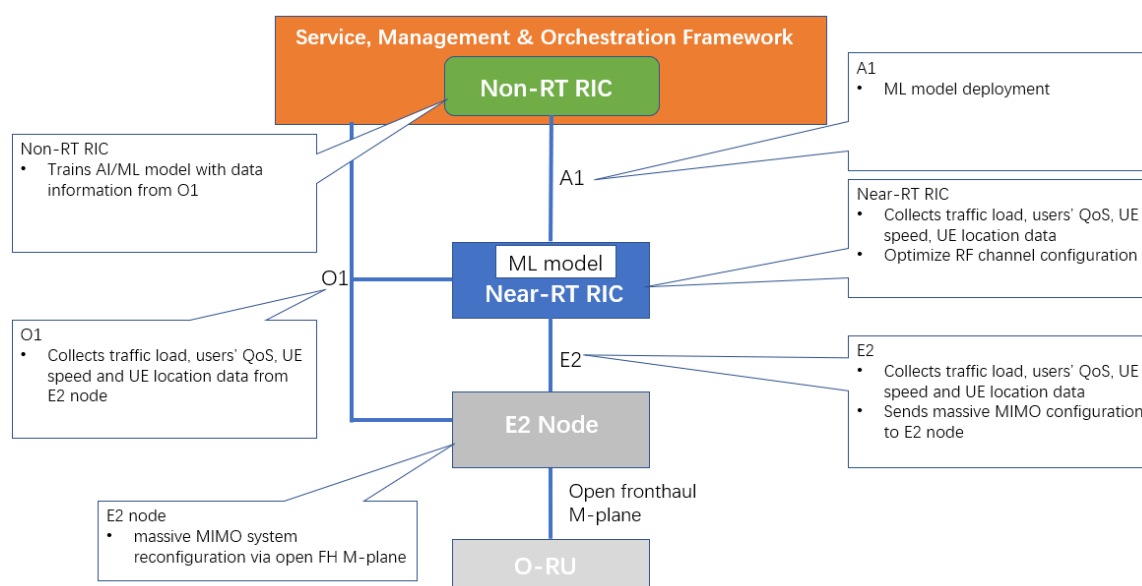 Service, Management & Orchestration Framework
Non-RT RIC
A1
• ML model deployment
Non-RT RIC
• Trains AI/ML model with data
information from O1
A1
Near-RT RIC
• Collects traffic load, users' QoS, UE
speed, UE location data
• Optimize RF channel configuration
ML model
Near-RT RIC
O1
O1
• Collects traffic load, users' QoS, UE
speed and UE location data from
E2 node
E2
E2
• Collects traffic load, users' QoS, UE
speed and UE location data
• Sends massive MIMO configuration
to E2 node
E2 Node
Open fronthaul
M-plane
E2 node
• massive MIMO system
reconfiguration via open FH M-plane
O-RU